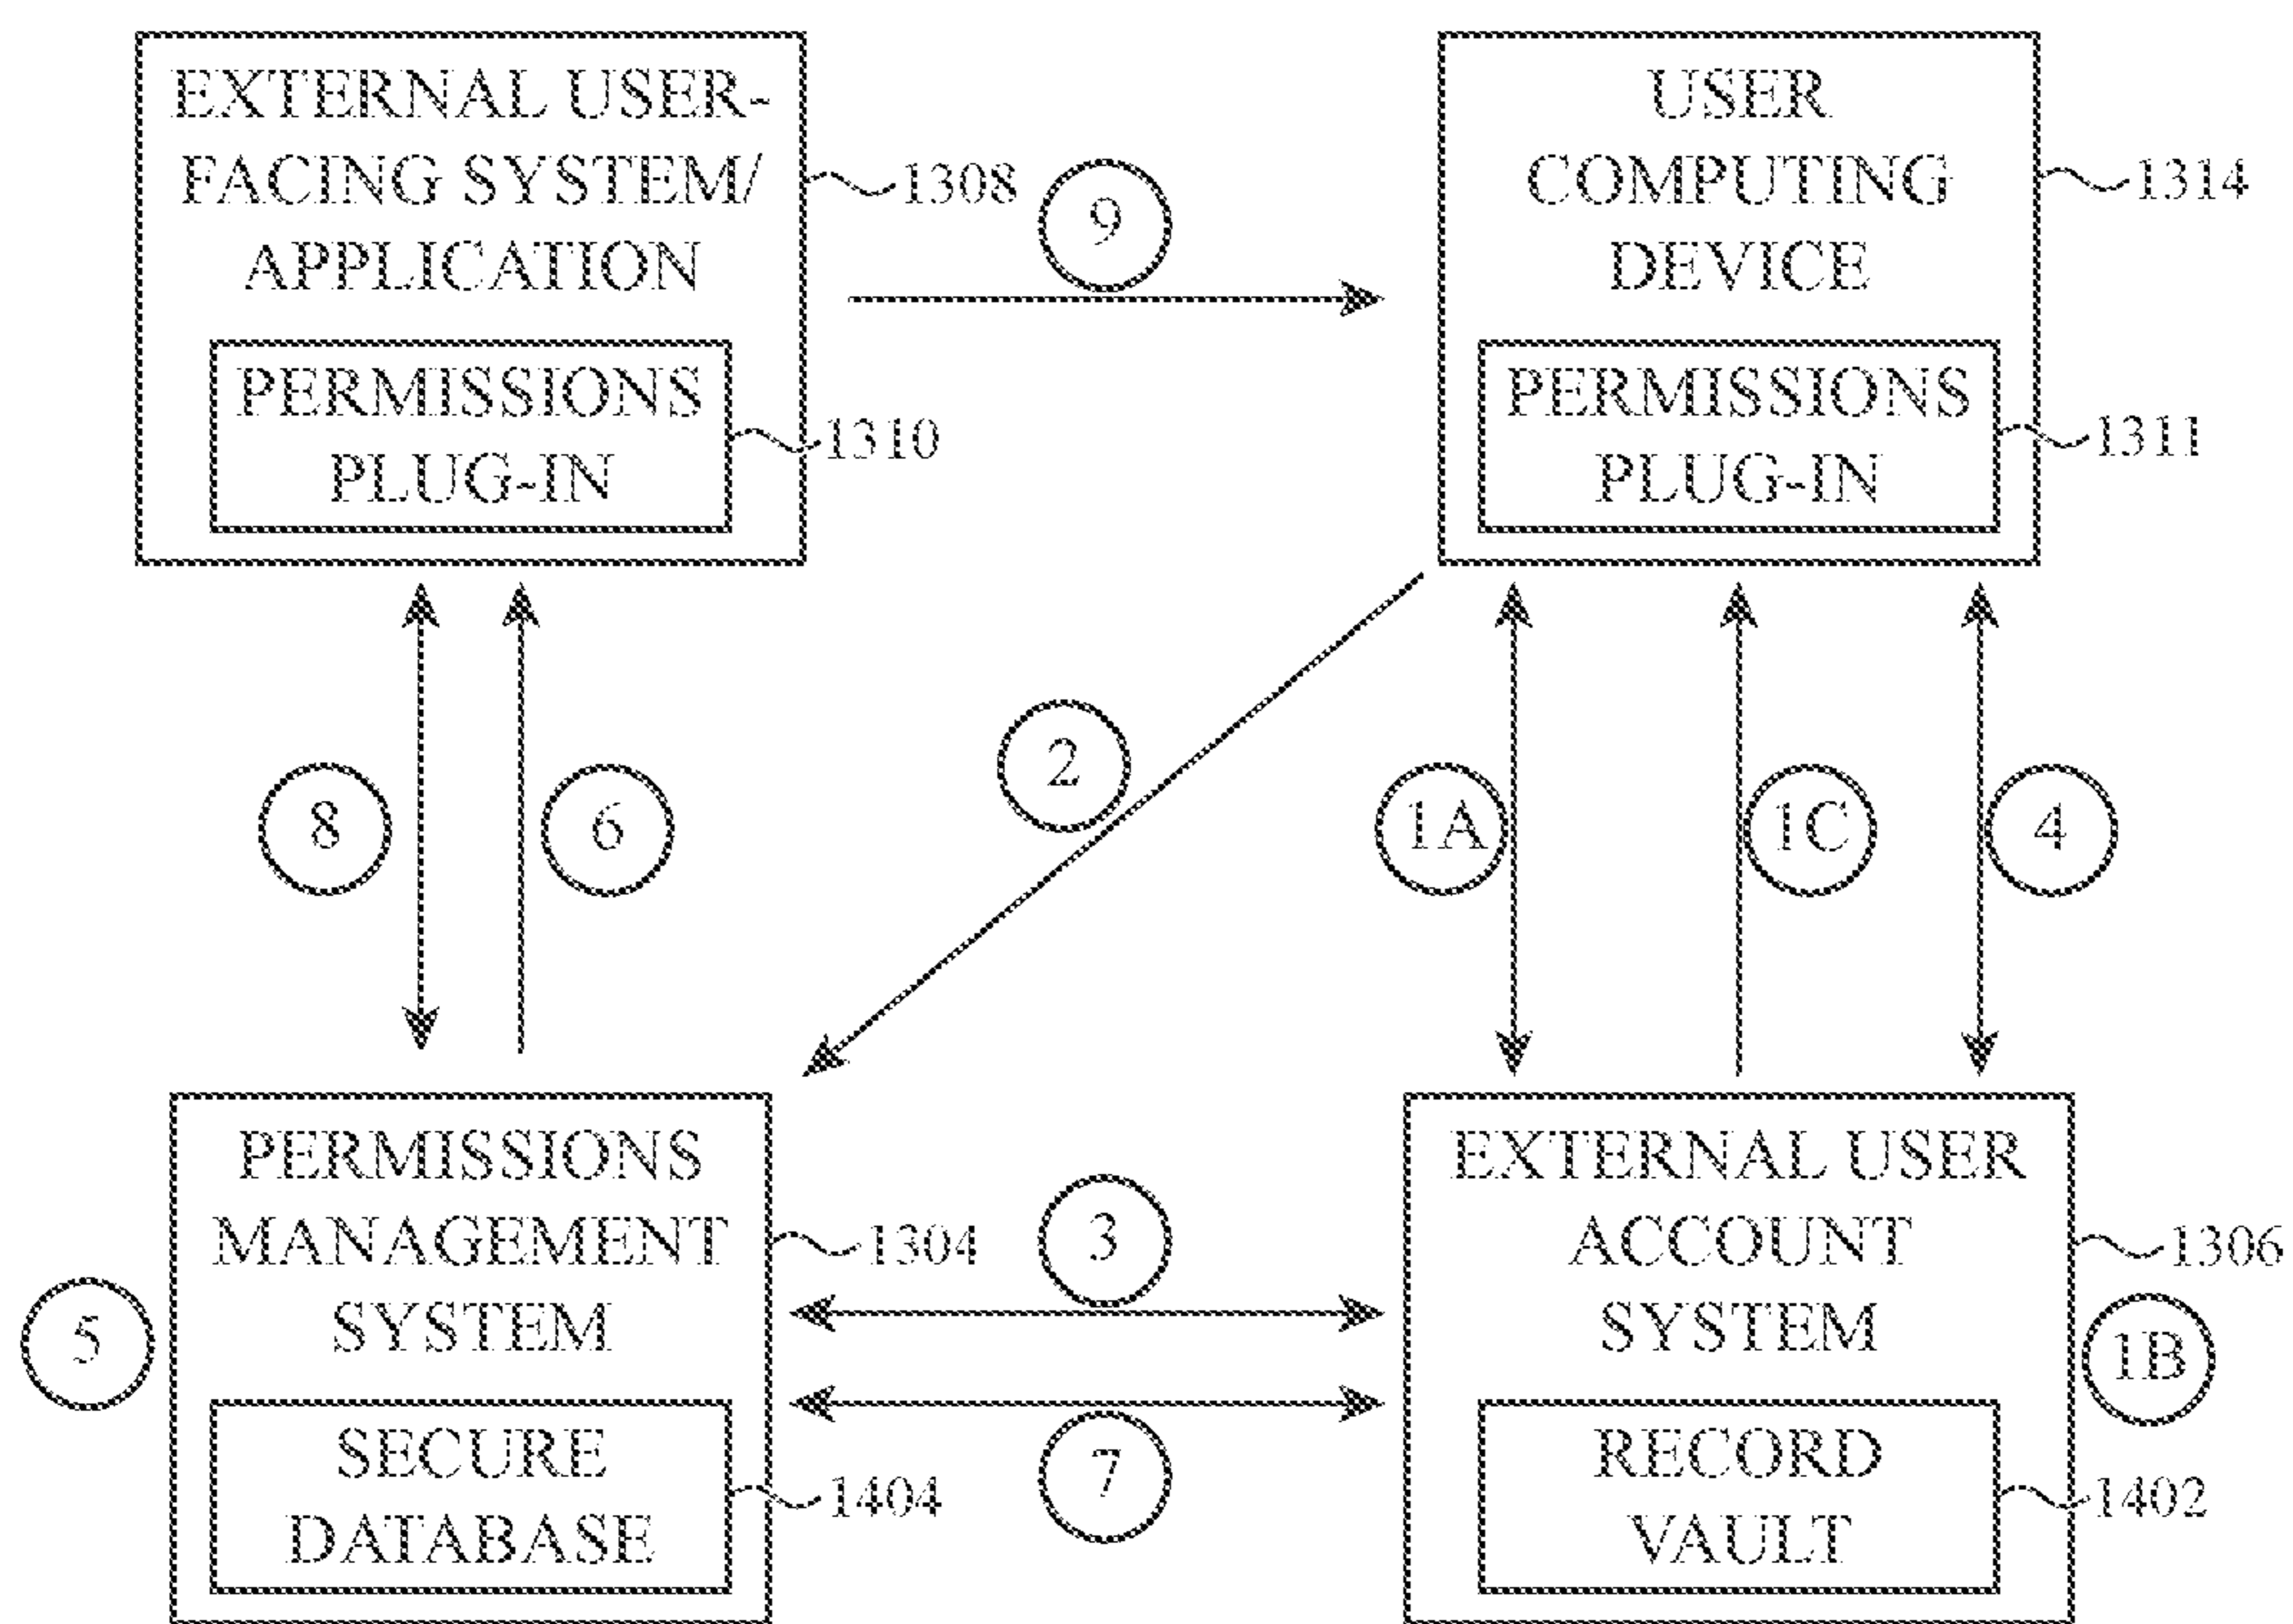 EXTERNAL USER-
FACING SYSTEM/
APPLICATION
1308
PERMISSIONS
PLUG-IN
1310
9
USER
COMPUTING
DEVICE
1314
PERMISSIONS
PLUG-IN
1311
8
6
2
1A
1C
4
PERMISSIONS
MANAGEMENT
SYSTEM
1304
5
SECURE
DATABASE
1404
3
7
EXTERNAL USER
ACCOUNT
SYSTEM
1306
1B
RECORD
VAULT
1402